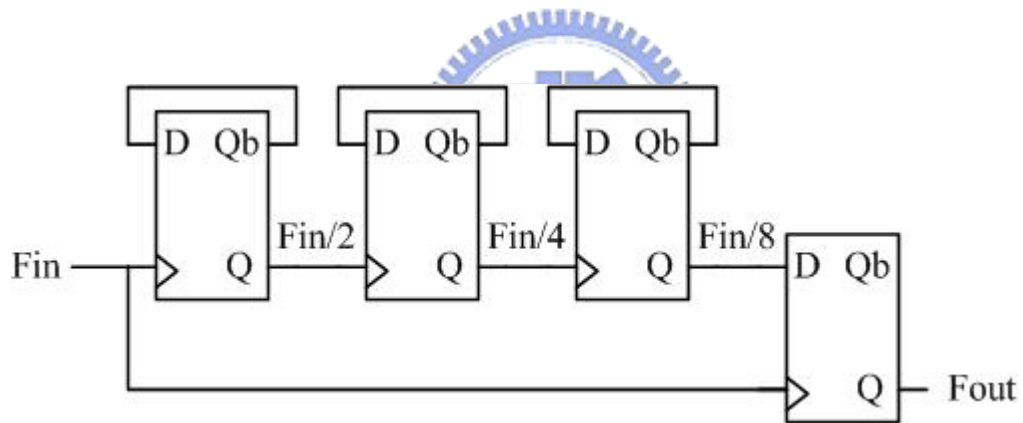 D Qb D Qb D Qb
Fin/2 Fin/4 Fin/8
Fin Q Q Q D Qb
Q Fout